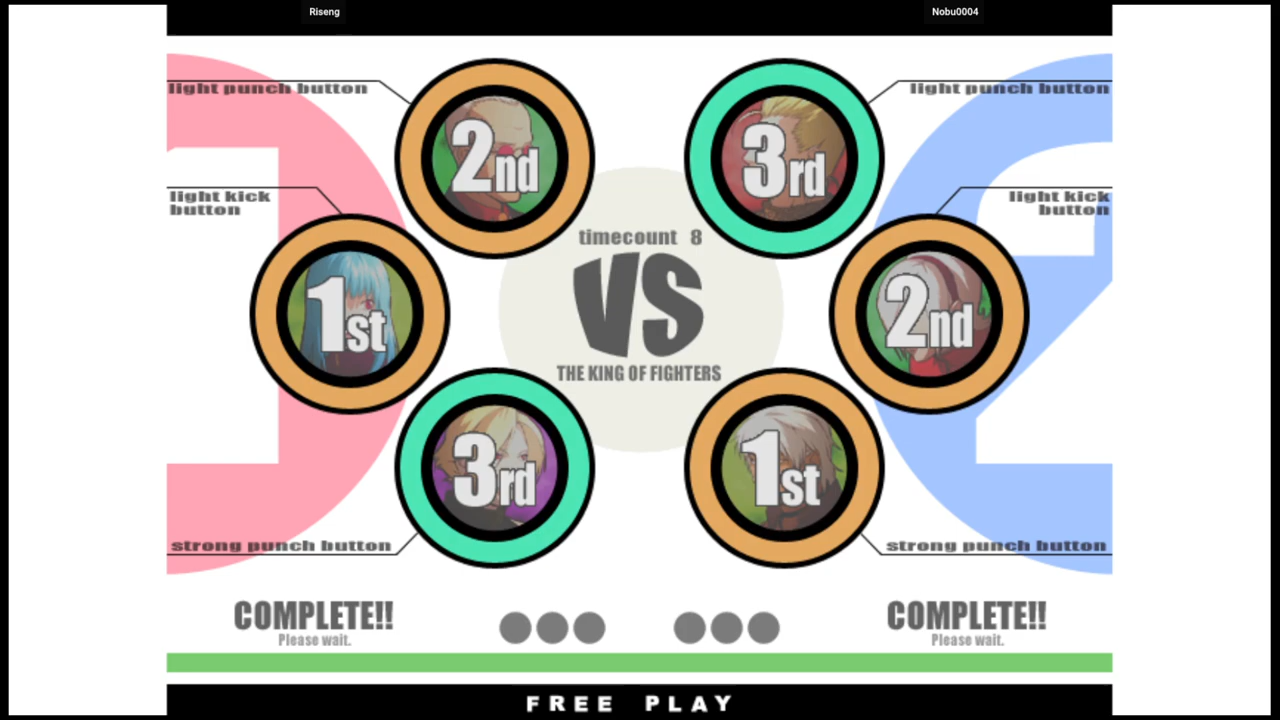 Riseng
Nobu0004
light punch button
light punch button
2nd
3rd
light kick
button
light kick
button
timecount 8
VS
THE KING OF FIGHTERS
1st
2nd
3rd
1st
strong punch button
strong punch button
COMPLETE!!
Please wait.
COMPLETE!!
Please wait.
FREE PLAY
1
2